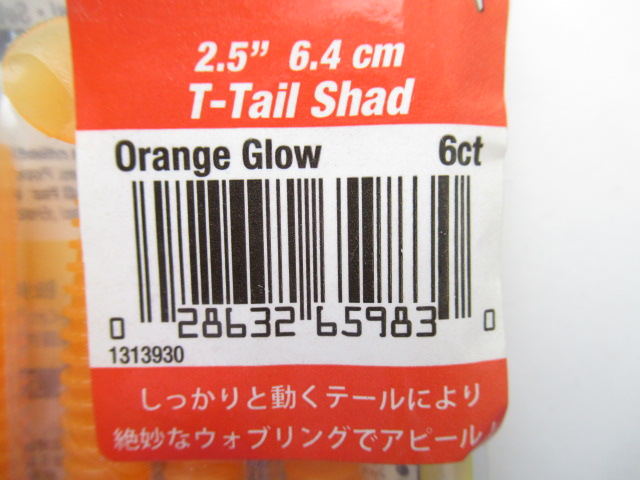 2.5” 6.4 cm
T-Tail Shad
Orange Glow 6ct
0 28632 65983 0
1313930
しっかりと動くテールにより
絶妙なウォブリングでアピール！